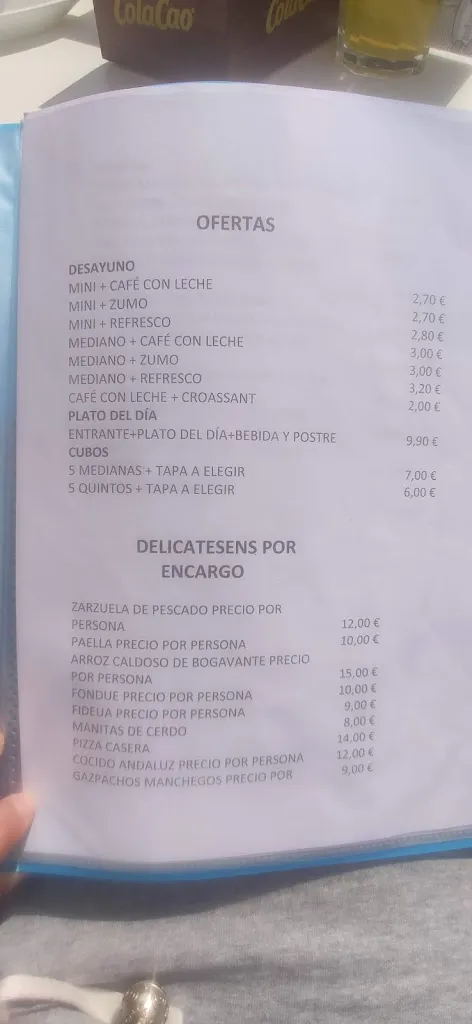 ColaCao
ColaCao
OFERTAS
DESAYUNO
MINI + CAFÉ CON LECHE 2,70 €
MINI + ZUMO 2,70 €
MINI + REFRESCO 2,80 €
MEDIANO + CAFÉ CON LECHE 3,00 €
MEDIANO + ZUMO 3,00 €
MEDIANO + REFRESCO 3,20 €
CAFÉ CON LECHE + CROASSANT 2,00 €
PLATO DEL DÍA
ENTRANTE+PLATO DEL DÍA+BEBIDA Y POSTRE 9,90 €
CUBOS
5 MEDIANAS + TAPA A ELEGIR 7,00 €
5 QUINTOS + TAPA A ELEGIR 6,00 €
DELICATESENS POR
ENCARGO
ZARZUELA DE PESCADO PRECIO POR
PERSONA 12,00 €
PAELLA PRECIO POR PERSONA 10,00 €
ARROZ CALDOSO DE BOGAVANTE PRECIO
POR PERSONA 15,00 €
FONDUE PRECIO POR PERSONA 10,00 €
FIDEUA PRECIO POR PERSONA 9,00 €
MANITAS DE CERDO 8,00 €
PIZZA CASERA 14,00 €
COCIDO ANDALUZ PRECIO POR PERSONA 12,00 €
GAZPACHOS MANCHEGOS PRECIO POR 9,00 €